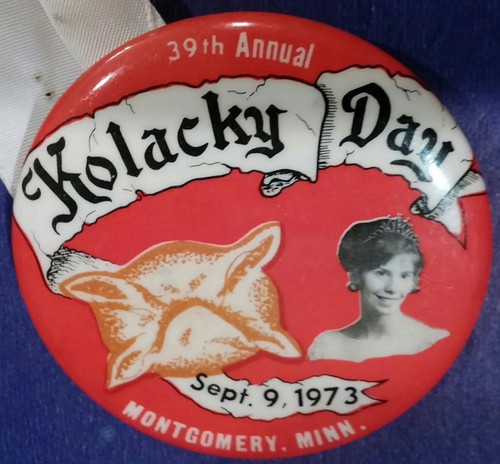 39th Annual
Kolacky Day
Sept. 9, 1973
MONTGOMERY, MINN.